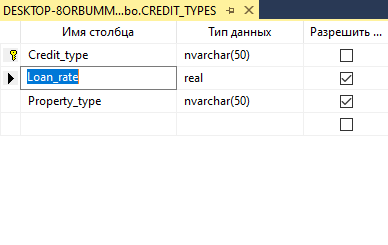 DESKTOP-8ORBUMM...bo.CREDIT_TYPES
Имя столбца Тип данных Разрешить ...
Credit_type nvarchar(50)
Loan_rate real
Property_type nvarchar(50)